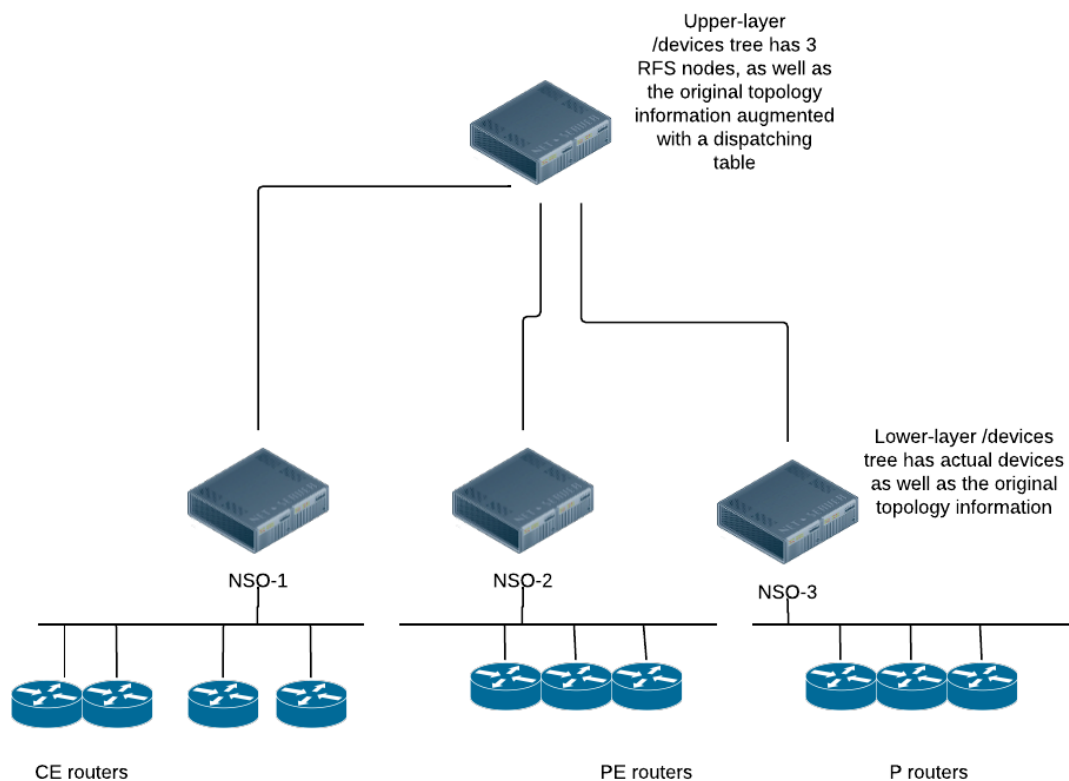 Upper-layer
/devices tree has 3
RFS nodes, as well as
the original topology
information augmented
with a dispatching
table
Lower-layer /devices
tree has actual devices
as well as the original
topology information
NSO-1
NSO-2
NSO-3
CE routers
PE routers
P routers